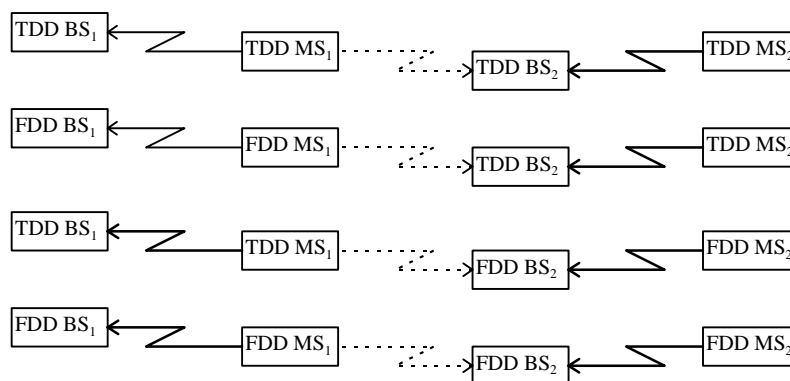 TDD BS₁ TDD MS₁ TDD BS₂ TDD MS₂
FDD BS₁ FDD MS₁ TDD BS₂ TDD MS₂
TDD BS₁ TDD MS₁ FDD BS₂ FDD MS₂
FDD BS₁ FDD MS₁ FDD BS₂ FDD MS₂